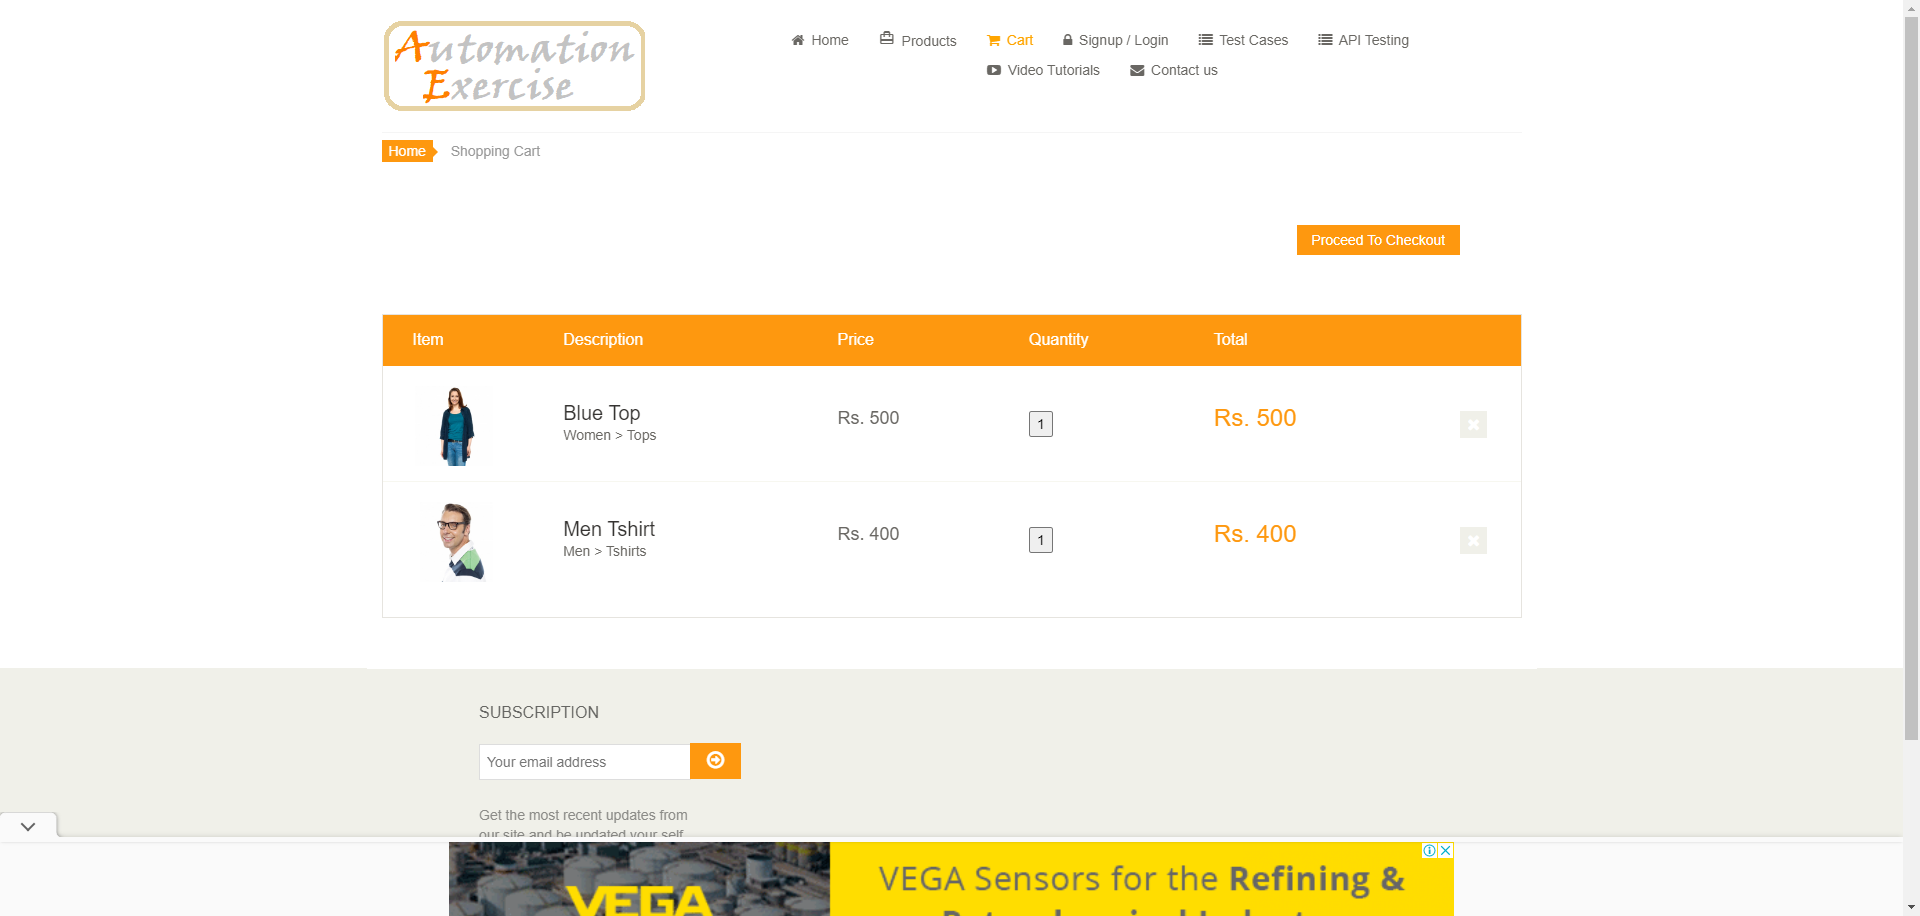 Automation
Exercise
Home
Products
Cart
Signup / Login
Test Cases
API Testing
Video Tutorials
Contact us
Home
Shopping Cart
Proceed To Checkout
Item Description Price Quantity Total
Blue Top
Women > Tops
Rs. 500
1
Rs. 500
Men Tshirt
Men > Tshirts
Rs. 400
1
Rs. 400
SUBSCRIPTION
Your email address
Get the most recent updates from
our site and be updated your self
VEGA
VEGA Sensors for the Refining &